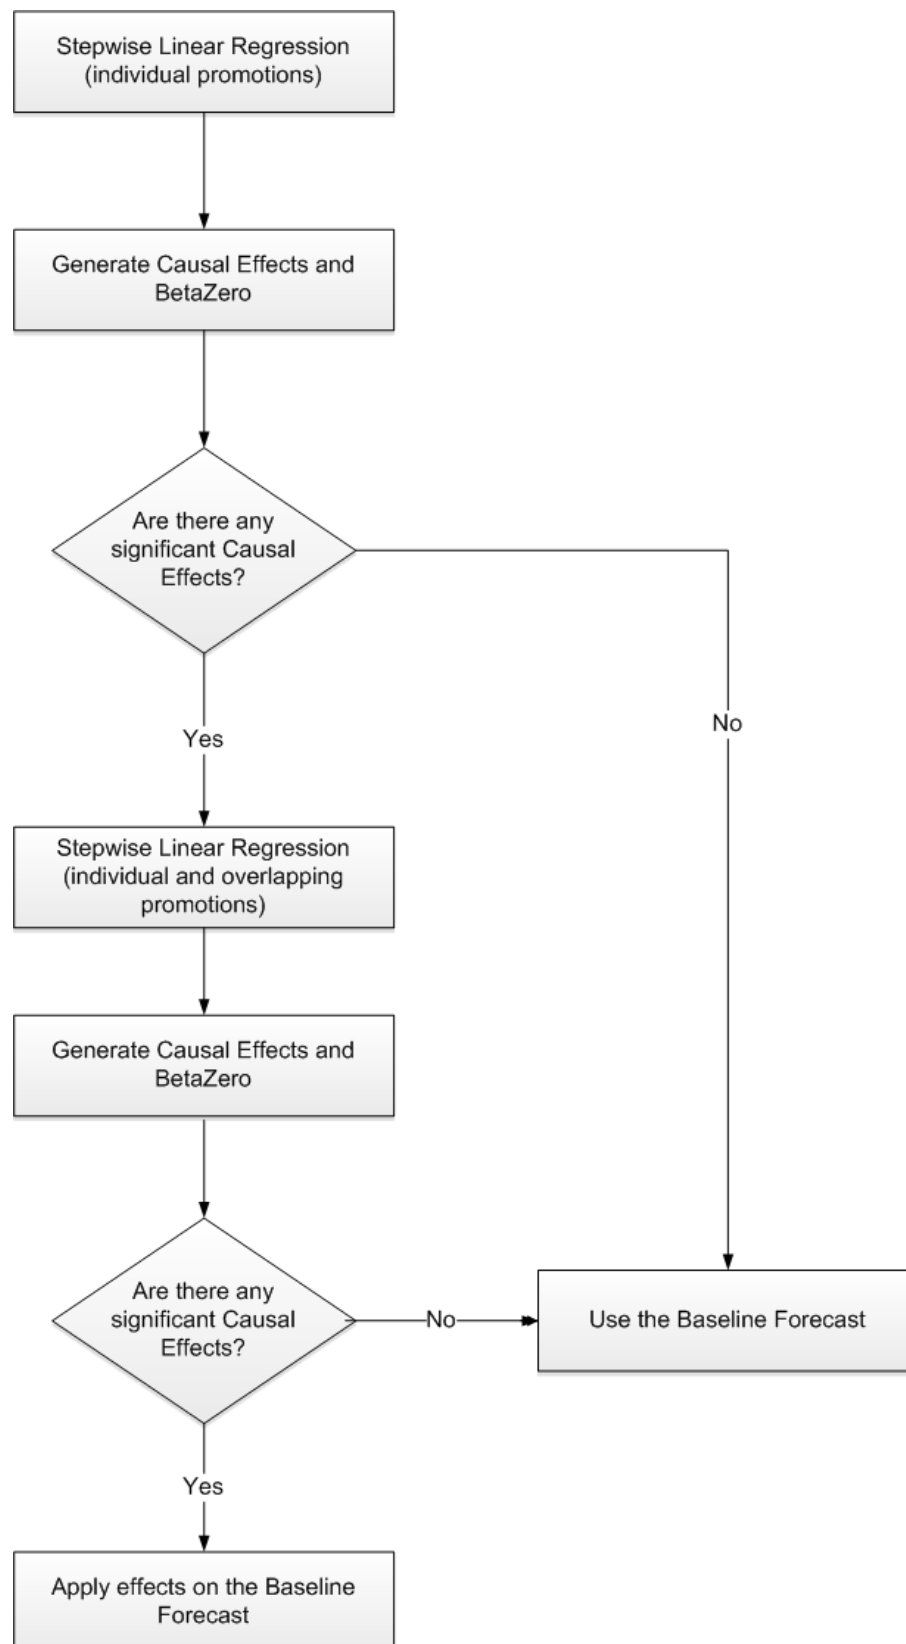 Stepwise Linear Regression
(individual promotions)
Generate Causal Effects and
BetaZero
Are there any
significant Causal
Effects?
No
Yes
Stepwise Linear Regression
(individual and overlapping
promotions)
Generate Causal Effects and
BetaZero
Are there any
significant Causal
Effects?
No
Use the Baseline Forecast
Yes
Apply effects on the Baseline
Forecast